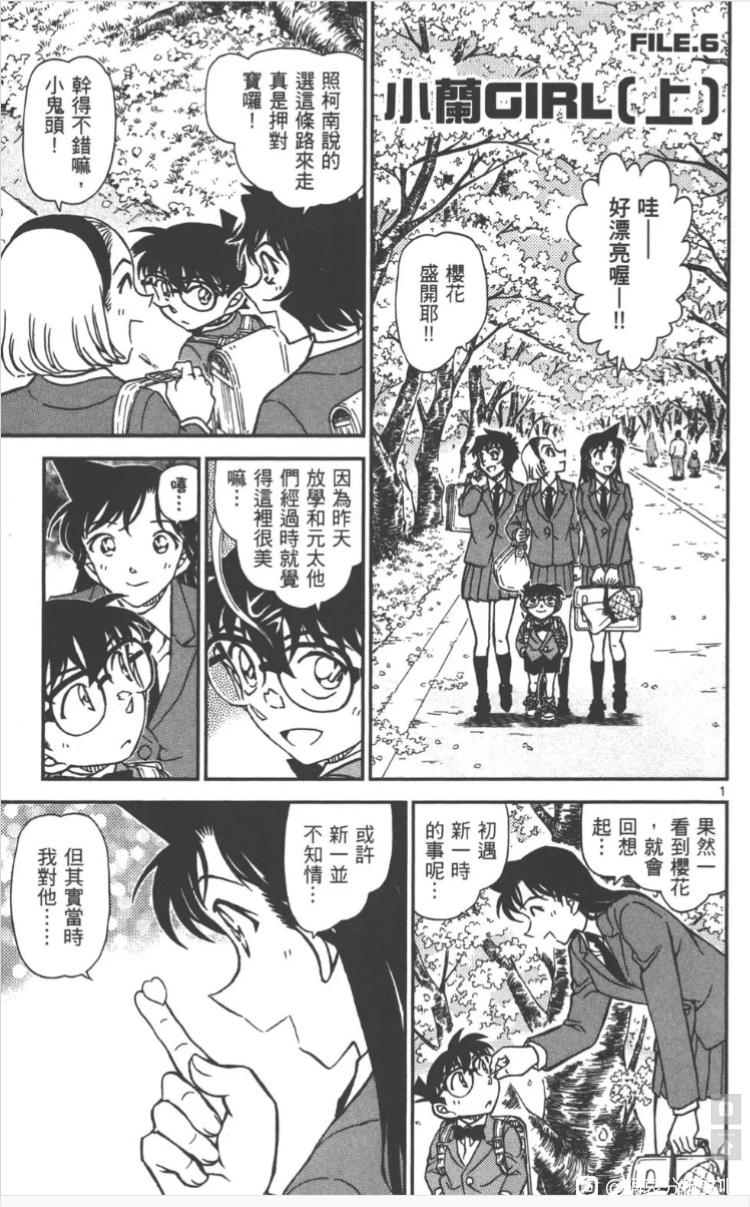 FILE.6
小蘭GIRL(上)
哇——
好漂亮喔—!!
櫻花
盛開耶!!
照柯南說的
選這條路來走
真是押對
寶囉!
幹得不錯嘛,
小鬼頭!
因為昨天
放學和元太他
們經過時就覺
得這裡很美
嘛…
嘻…
1
果然一
看到櫻花
,就會
回想
起…
初遇
新一時
的事呢…
或許
新一並
不知情…
但其實當時
我對他……